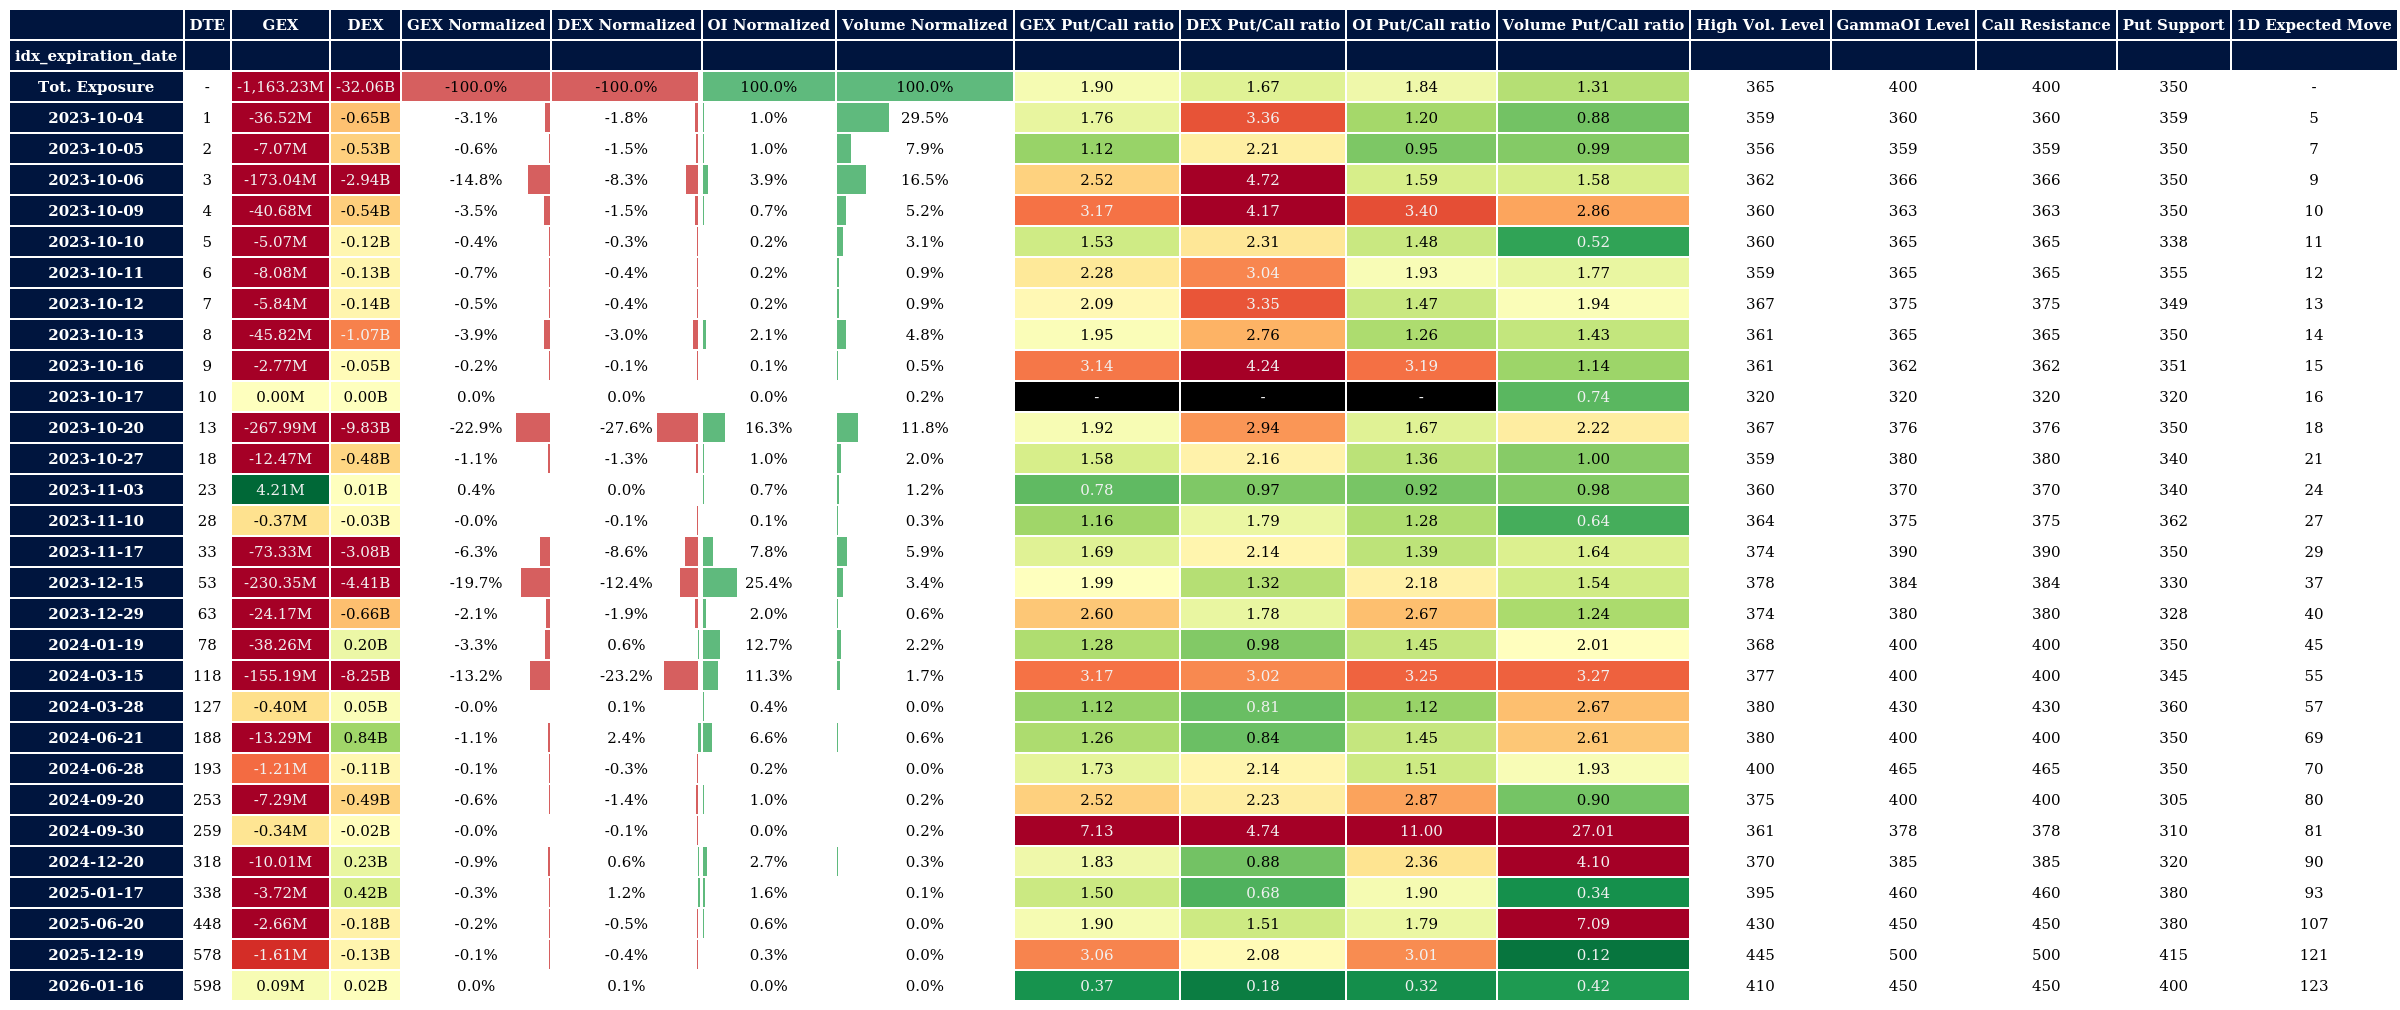 DTE GEX DEX GEX Normalized DEX Normalized OI Normalized Volume Normalized GEX Put/Call ratio DEX Put/Call ratio OI Put/Call ratio Volume Put/Call ratio High Vol. Level GammaOI Level Call Resistance Put Support 1D Expected Move
idx_expiration_date
Tot. Exposure - -1,163.23M -32.06B -100.0% -100.0% 100.0% 100.0% 1.90 1.67 1.84 1.31 365 400 400 350 -
2023-10-04 1 -36.52M -0.65B -3.1% -1.8% 1.0% 29.5% 1.76 3.36 1.20 0.88 359 360 360 359 5
2023-10-05 2 -7.07M -0.53B -0.6% -1.5% 1.0% 7.9% 1.12 2.21 0.95 0.99 356 359 359 350 7
2023-10-06 3 -173.04M -2.94B -14.8% -8.3% 3.9% 16.5% 2.52 4.72 1.59 1.58 362 366 366 350 9
2023-10-09 4 -40.68M -0.54B -3.5% -1.5% 0.7% 5.2% 3.17 4.17 3.40 2.86 360 363 363 350 10
2023-10-10 5 -5.07M -0.12B -0.4% -0.3% 0.2% 3.1% 1.53 2.31 1.48 0.52 360 365 365 338 11
2023-10-11 6 -8.08M -0.13B -0.7% -0.4% 0.2% 0.9% 2.28 3.04 1.93 1.77 359 365 365 355 12
2023-10-12 7 -5.84M -0.14B -0.5% -0.4% 0.2% 0.9% 2.09 3.35 1.47 1.94 367 375 375 349 13
2023-10-13 8 -45.82M -1.07B -3.9% -3.0% 2.1% 4.8% 1.95 2.76 1.26 1.43 361 365 365 350 14
2023-10-16 9 -2.77M -0.05B -0.2% -0.1% 0.1% 0.5% 3.14 4.24 3.19 1.14 361 362 362 351 15
2023-10-17 10 0.00M 0.00B 0.0% 0.0% 0.0% 0.2% - - - 0.74 320 320 320 320 16
2023-10-20 13 -267.99M -9.83B -22.9% -27.6% 16.3% 11.8% 1.92 2.94 1.67 2.22 367 376 376 350 18
2023-10-27 18 -12.47M -0.48B -1.1% -1.3% 1.0% 2.0% 1.58 2.16 1.36 1.00 359 380 380 340 21
2023-11-03 23 4.21M 0.01B 0.4% 0.0% 0.7% 1.2% 0.78 0.97 0.92 0.98 360 370 370 340 24
2023-11-10 28 -0.37M -0.03B -0.0% -0.1% 0.1% 0.3% 1.16 1.79 1.28 0.64 364 375 375 362 27
2023-11-17 33 -73.33M -3.08B -6.3% -8.6% 7.8% 5.9% 1.69 2.14 1.39 1.64 374 390 390 350 29
2023-12-15 53 -230.35M -4.41B -19.7% -12.4% 25.4% 3.4% 1.99 1.32 2.18 1.54 378 384 384 330 37
2023-12-29 63 -24.17M -0.66B -2.1% -1.9% 2.0% 0.6% 2.60 1.78 2.67 1.24 374 380 380 328 40
2024-01-19 78 -38.26M 0.20B -3.3% 0.6% 12.7% 2.2% 1.28 0.98 1.45 2.01 368 400 400 350 45
2024-03-15 118 -155.19M -8.25B -13.2% -23.2% 11.3% 1.7% 3.17 3.02 3.25 3.27 377 400 400 345 55
2024-03-28 127 -0.40M 0.05B -0.0% 0.1% 0.4% 0.0% 1.12 0.81 1.12 2.67 380 430 430 360 57
2024-06-21 188 -13.29M 0.84B -1.1% 2.4% 6.6% 0.6% 1.26 0.84 1.45 2.61 380 400 400 350 69
2024-06-28 193 -1.21M -0.11B -0.1% -0.3% 0.2% 0.0% 1.73 2.14 1.51 1.93 400 465 465 350 70
2024-09-20 253 -7.29M -0.49B -0.6% -1.4% 1.0% 0.2% 2.52 2.23 2.87 0.90 375 400 400 305 80
2024-09-30 259 -0.34M -0.02B -0.0% -0.1% 0.0% 0.2% 7.13 4.74 11.00 27.01 361 378 378 310 81
2024-12-20 318 -10.01M 0.23B -0.9% 0.6% 2.7% 0.3% 1.83 0.88 2.36 4.10 370 385 385 320 90
2025-01-17 338 -3.72M 0.42B -0.3% 1.2% 1.6% 0.1% 1.50 0.68 1.90 0.34 395 460 460 380 93
2025-06-20 448 -2.66M -0.18B -0.2% -0.5% 0.6% 0.0% 1.90 1.51 1.79 7.09 430 450 450 380 107
2025-12-19 578 -1.61M -0.13B -0.1% -0.4% 0.3% 0.0% 3.06 2.08 3.01 0.12 445 500 500 415 121
2026-01-16 598 0.09M 0.02B 0.0% 0.1% 0.0% 0.0% 0.37 0.18 0.32 0.42 410 450 450 400 123